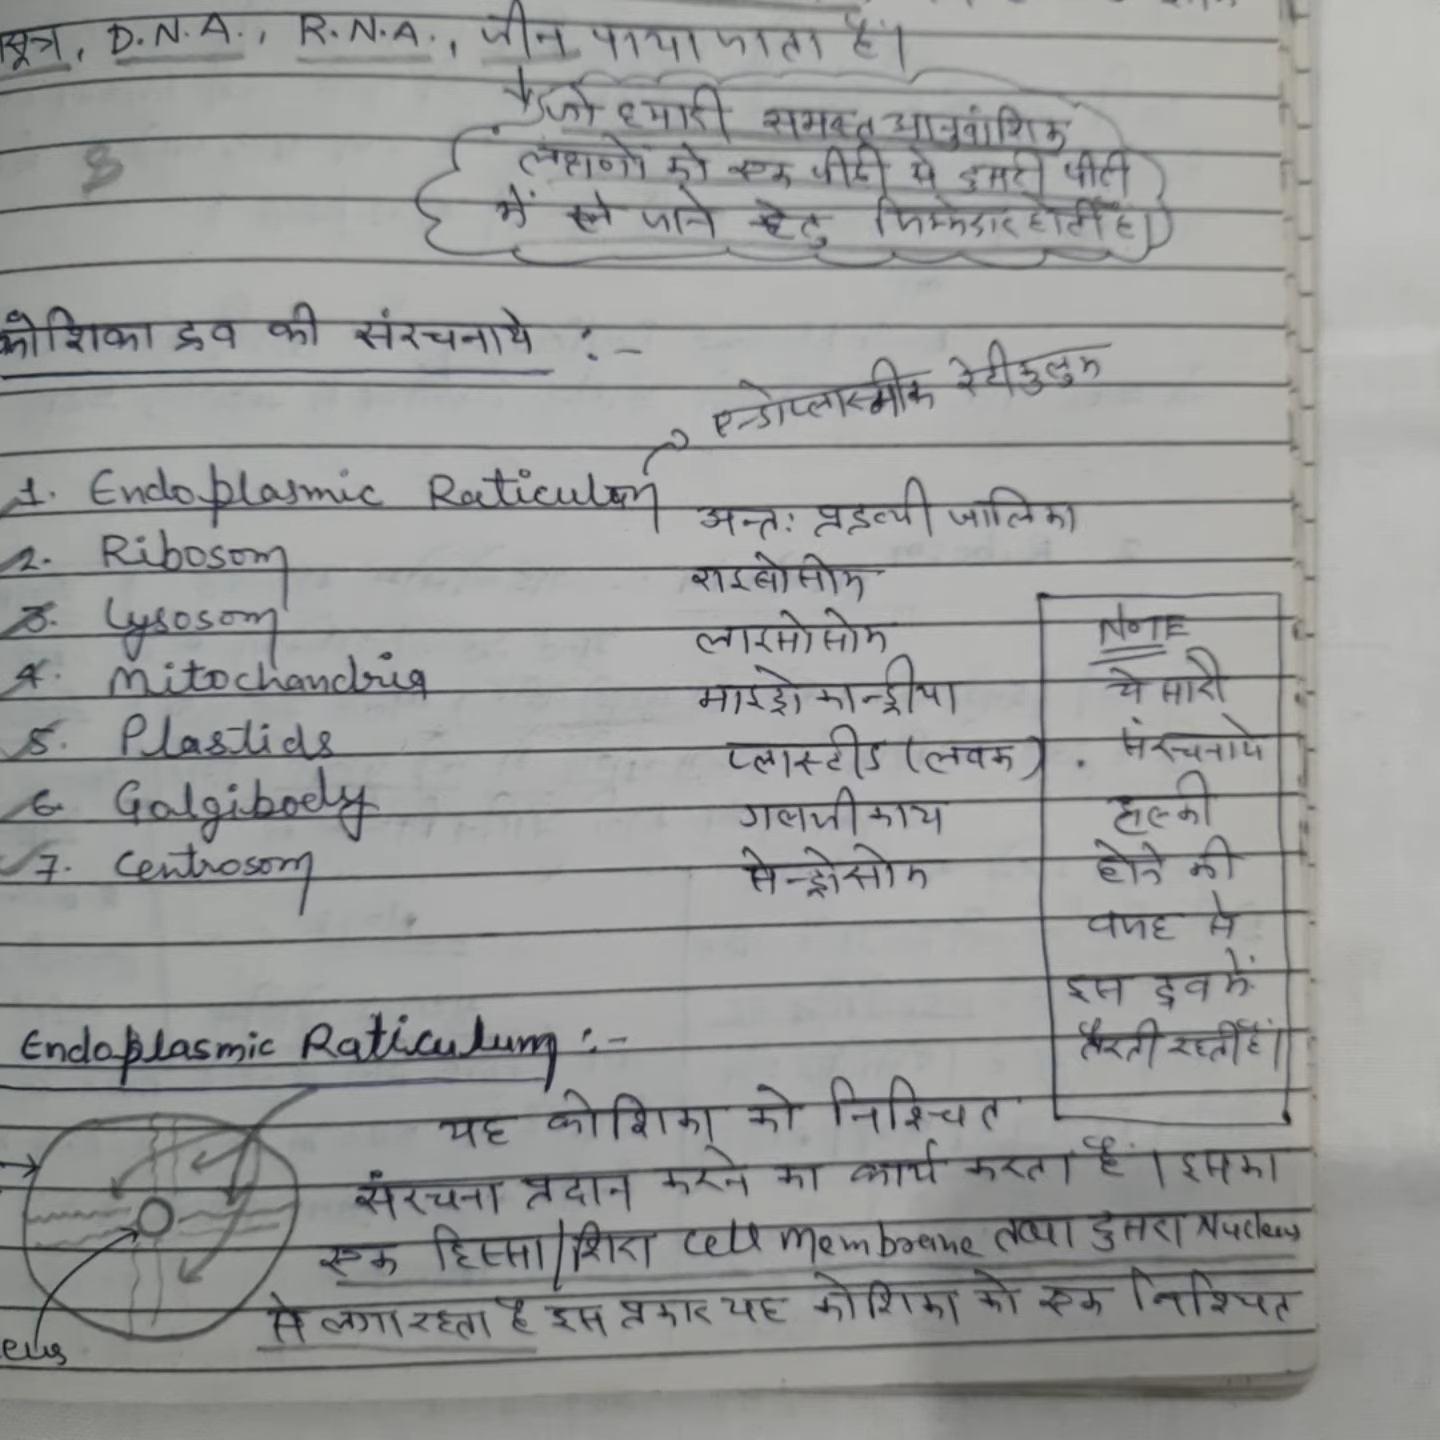 सूत्र, D.N.A., R.N.A., जीन पाया जाता है।
जो हमारी समस्त आनुवांशिक
लक्षणों को एक पीढी से दुसरी पीढी
में ले जाने हेतु जिम्मेदार होती है।
कोशिका द्रव की संरचनाये :-
एन्डोप्लास्मीक रेटीकुलुम
1. Endoplasmic Raticulum अन्तः प्रद्रव्यी जालिका
2. Ribosom राइबोसोम
3. Lysosom लाइसोसोम
4. Mitochandria माइट्रोकान्ड्रीया
5. Plastids प्लास्टीड (लवक)
6. Golgibody गलजीकाय
7. Centrosom सेन्ट्रोसोम
NOTE
ये सारी
संरचनाये
हल्की
होने की
वजह से
इस द्रव में
तैरती रहती हैं।
Endoplasmic Raticulum :-
यह कोशिका को निश्चित
संरचना प्रदान करने का कार्य करता है। इसका
एक हिस्सा/शिरा Cell Membrane तथा दुसरा Nucleus
से लगा रहता है इस प्रकार यह कोशिका को एक निश्चित
eus